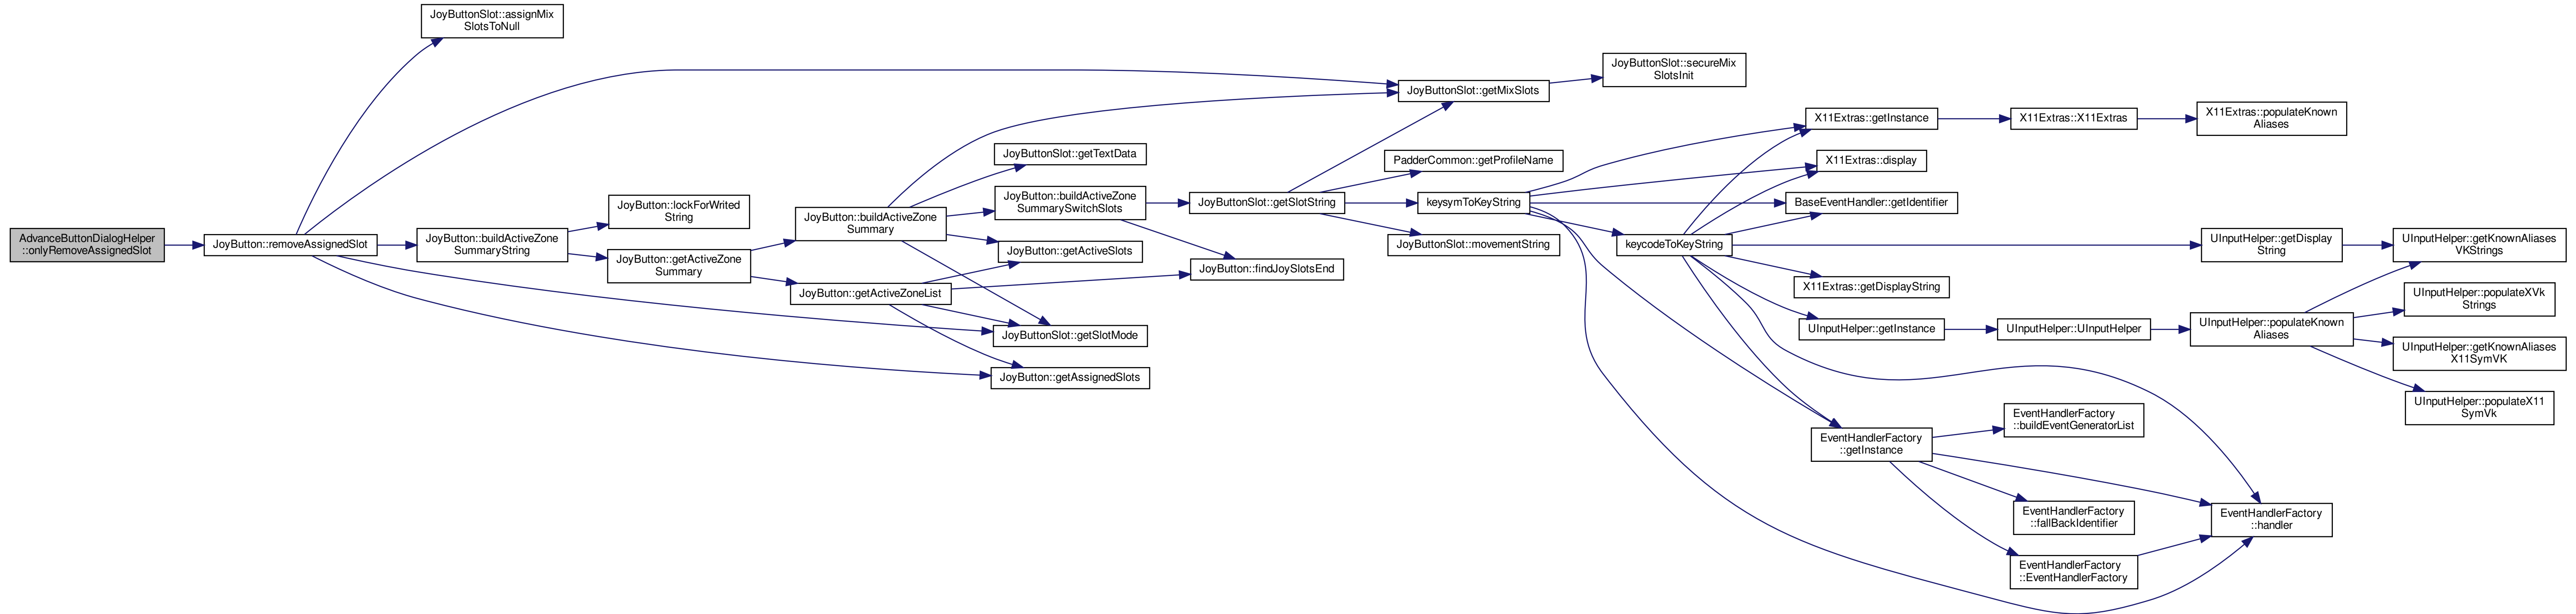 AdvanceButtonDialogHelper
::onlyRemoveAssignedSlot
JoyButton::removeAssignedSlot
JoyButtonSlot::assignMix
SlotsToNull
JoyButton::buildActiveZone
SummaryString
JoyButton::lockForWrited
String
JoyButton::getActiveZone
Summary
JoyButton::buildActiveZone
Summary
JoyButton::getActiveZoneList
JoyButtonSlot::getTextData
JoyButton::buildActiveZone
SummarySwitchSlots
JoyButton::getActiveSlots
JoyButtonSlot::getSlotMode
JoyButton::getAssignedSlots
JoyButtonSlot::getSlotString
JoyButton::findJoySlotsEnd
JoyButtonSlot::getMixSlots
PadderCommon::getProfileName
keysymToKeyString
JoyButtonSlot::movementString
JoyButtonSlot::secureMix
SlotsInit
keycodeToKeyString
X11Extras::getInstance
X11Extras::display
BaseEventHandler::getIdentifier
X11Extras::getDisplayString
UInputHelper::getInstance
EventHandlerFactory
::getInstance
X11Extras::X11Extras
UInputHelper::UInputHelper
EventHandlerFactory
::buildEventGeneratorList
EventHandlerFactory
::fallBackIdentifier
EventHandlerFactory
::EventHandlerFactory
X11Extras::populateKnown
Aliases
UInputHelper::getDisplay
String
UInputHelper::populateKnown
Aliases
EventHandlerFactory
::handler
UInputHelper::getKnownAliases
VKStrings
UInputHelper::populateXVk
Strings
UInputHelper::getKnownAliases
X11SymVK
UInputHelper::populateX11
SymVk